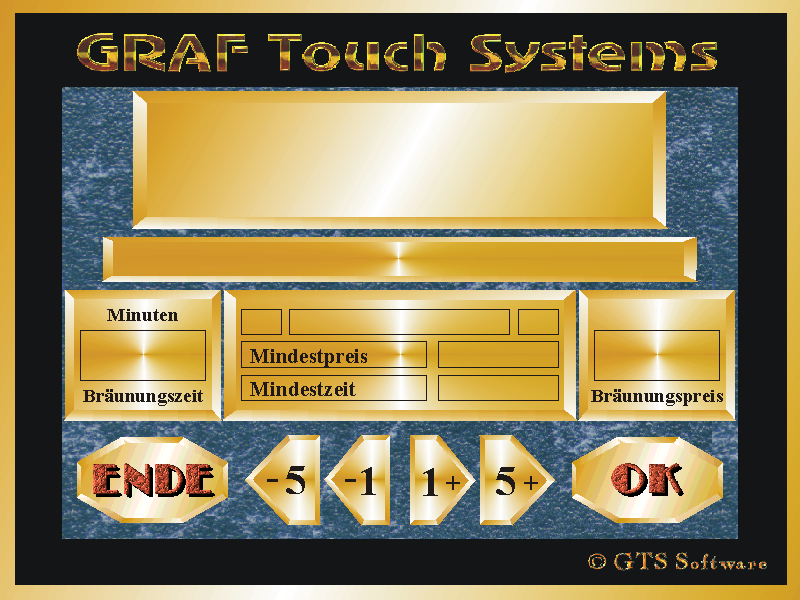 GRAF Touch Systems
Minuten
Bräunungszeit
Mindestpreis
Mindestzeit
Bräunungspreis
ENDE
-5
-1
1+
5+
OK
© GTS Software